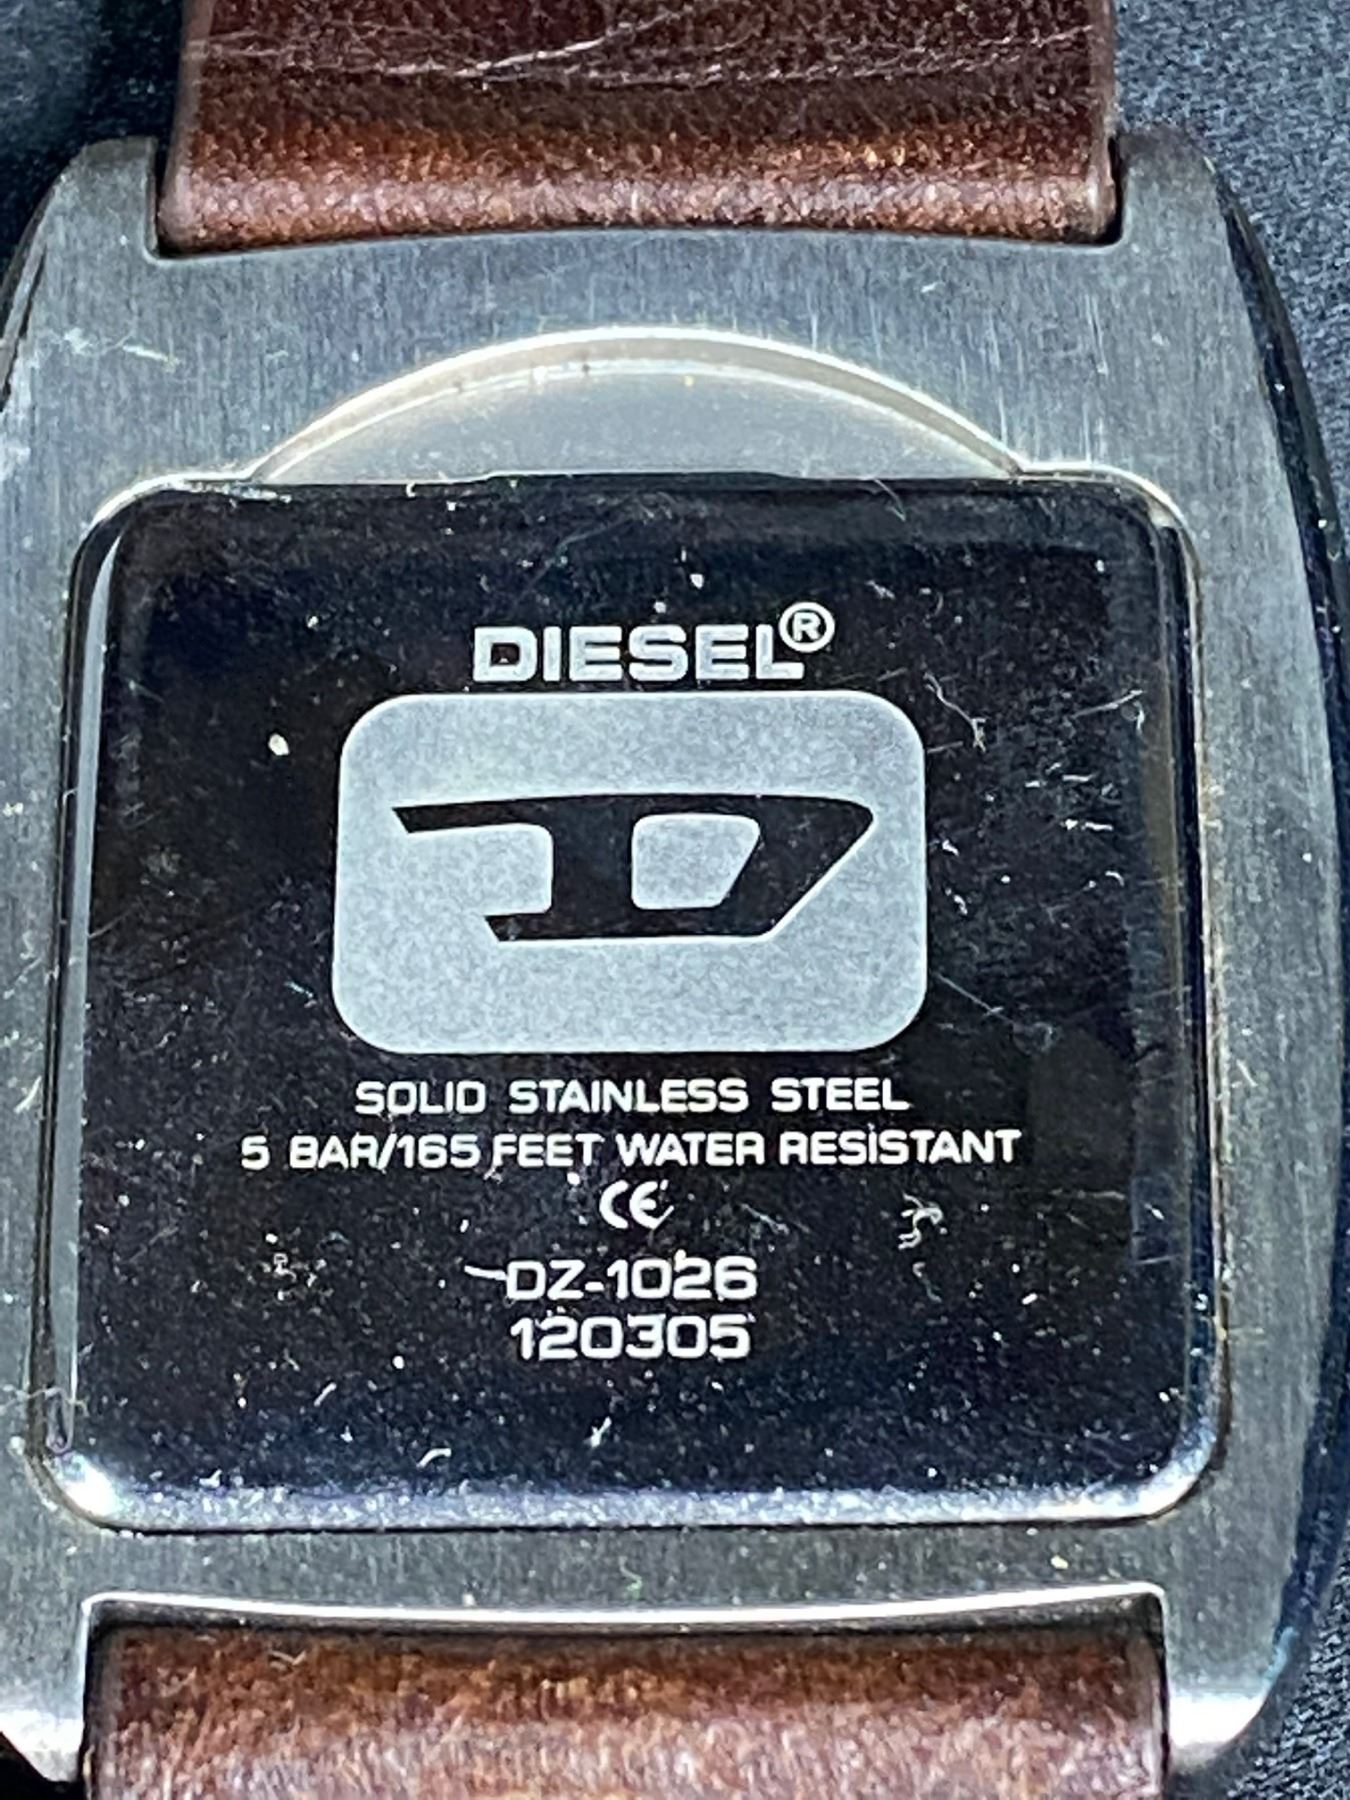 DIESEL®
D
SOLID STAINLESS STEEL
5 BAR/165 FEET WATER RESISTANT
CE
DZ-1026
120305